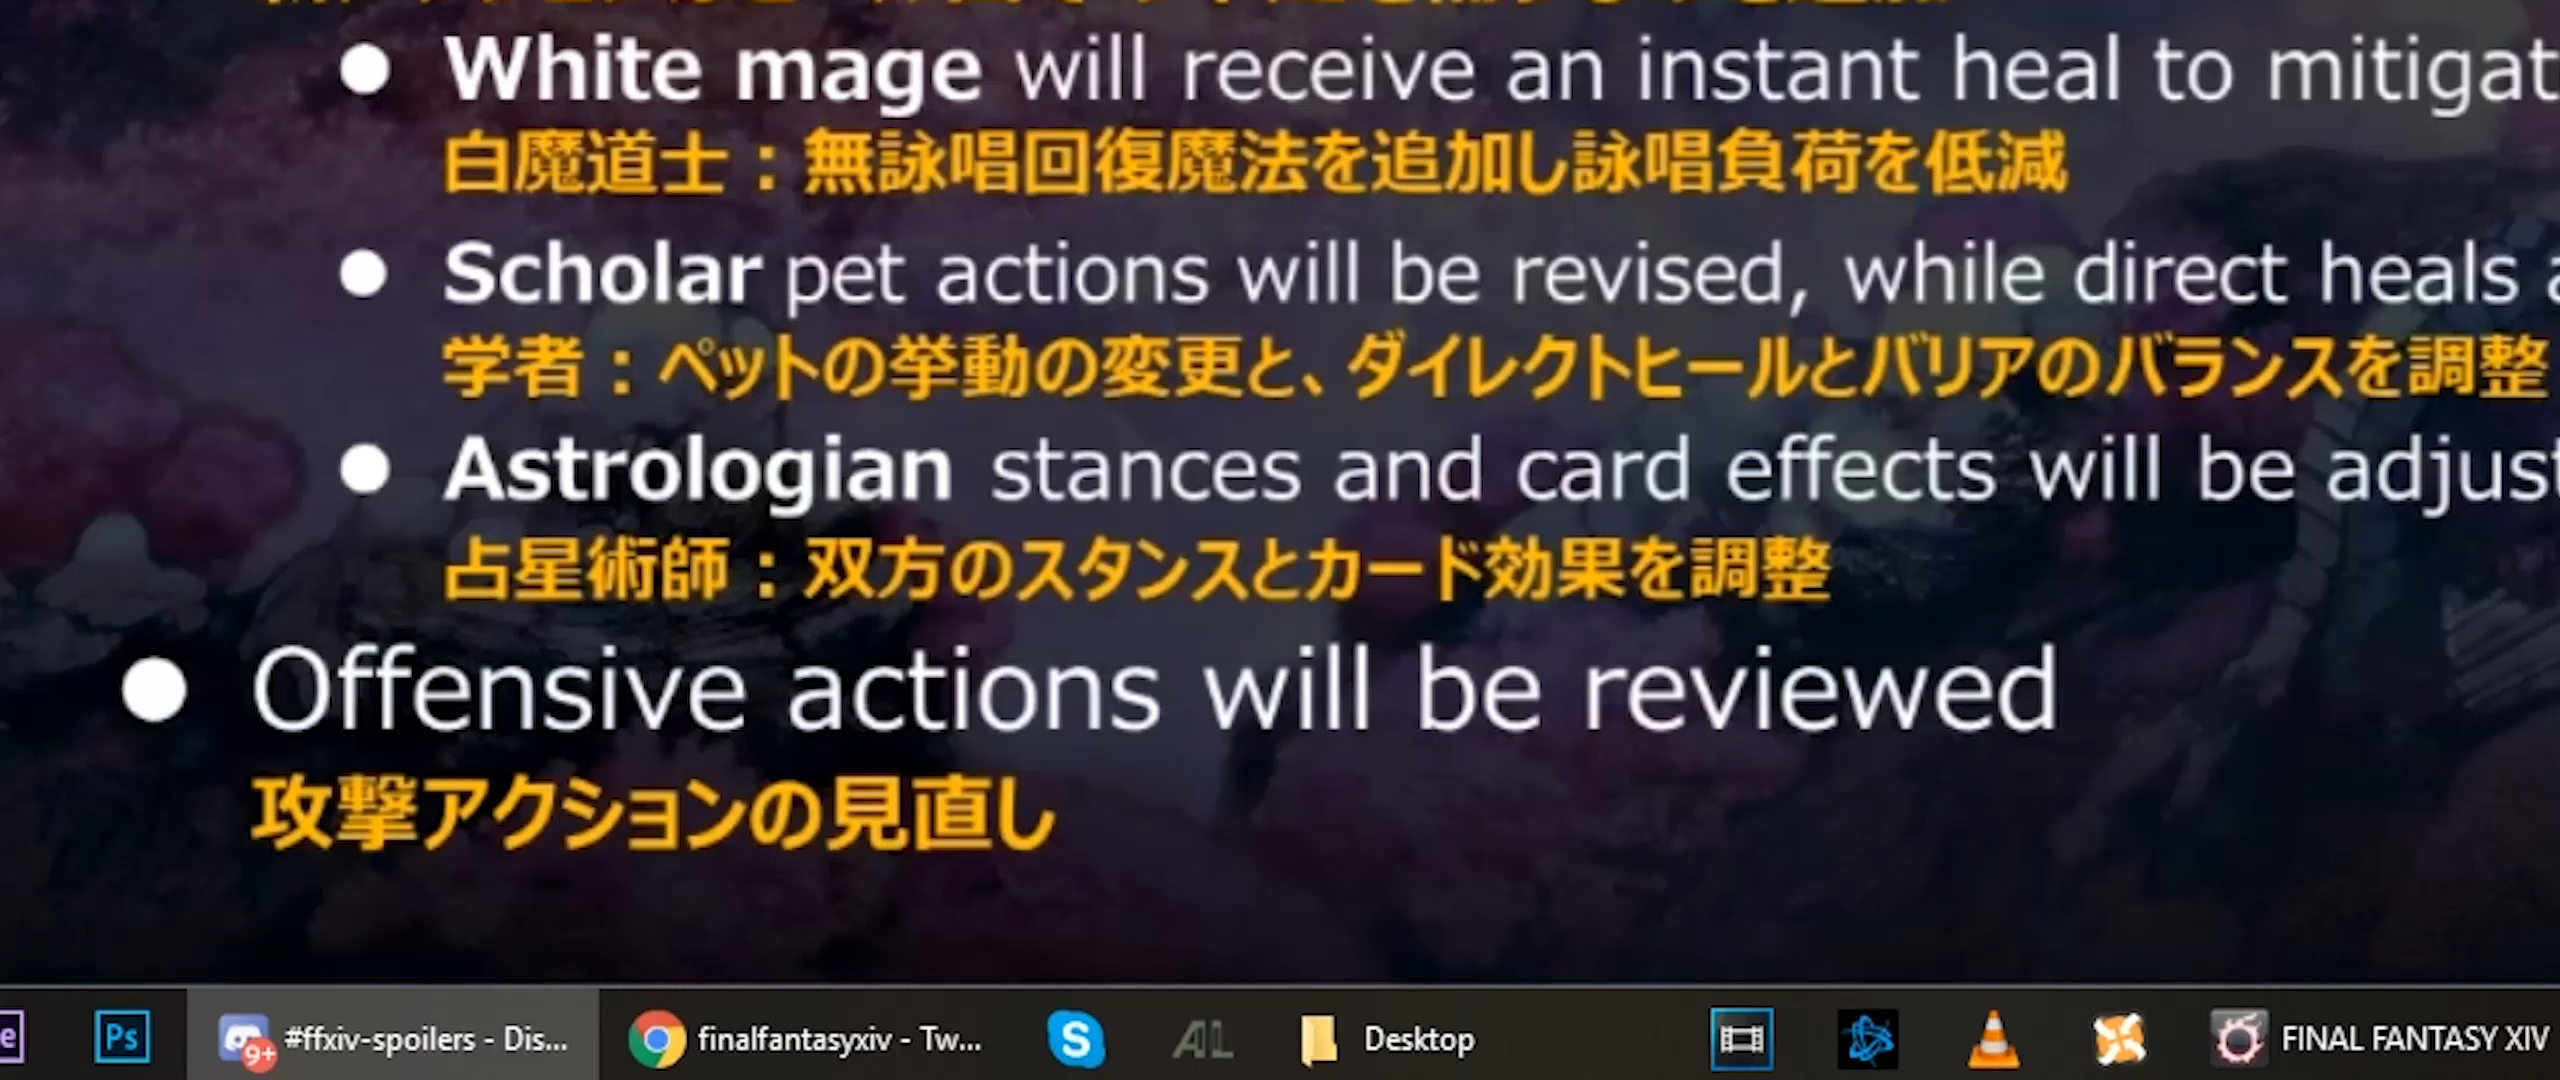 White mage will receive an instant heal to mitigat
白魔道士：無詠唱回復魔法を追加し詠唱負荷を低減
Scholar pet actions will be revised, while direct heals
学者：ペットの挙動の変更と、ダイレクトヒールとバリアのバランスを調整
Astrologian stances and card effects will be adjust
占星術師：双方のスタンスとカード効果を調整
Offensive actions will be reviewed
攻撃アクションの見直し
e Ps 9+ #ffxiv-spoilers - Dis... finalfantasyxiv - Tw... S AL Desktop FINAL FANTASY XIV